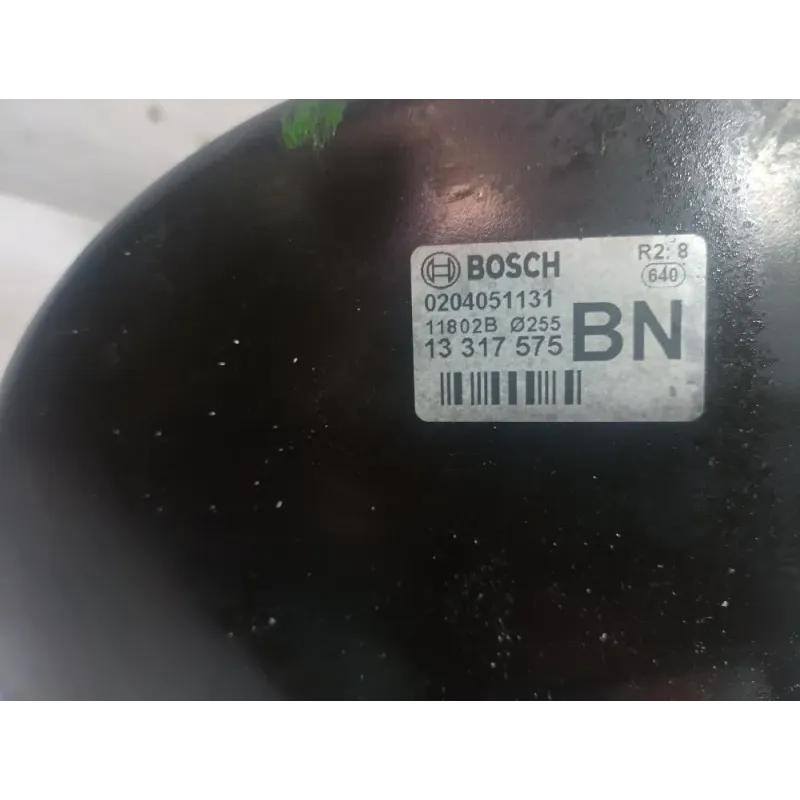 BOSCH R2: 8
0204051131 640
11802B Ø255
13 317 575 BN